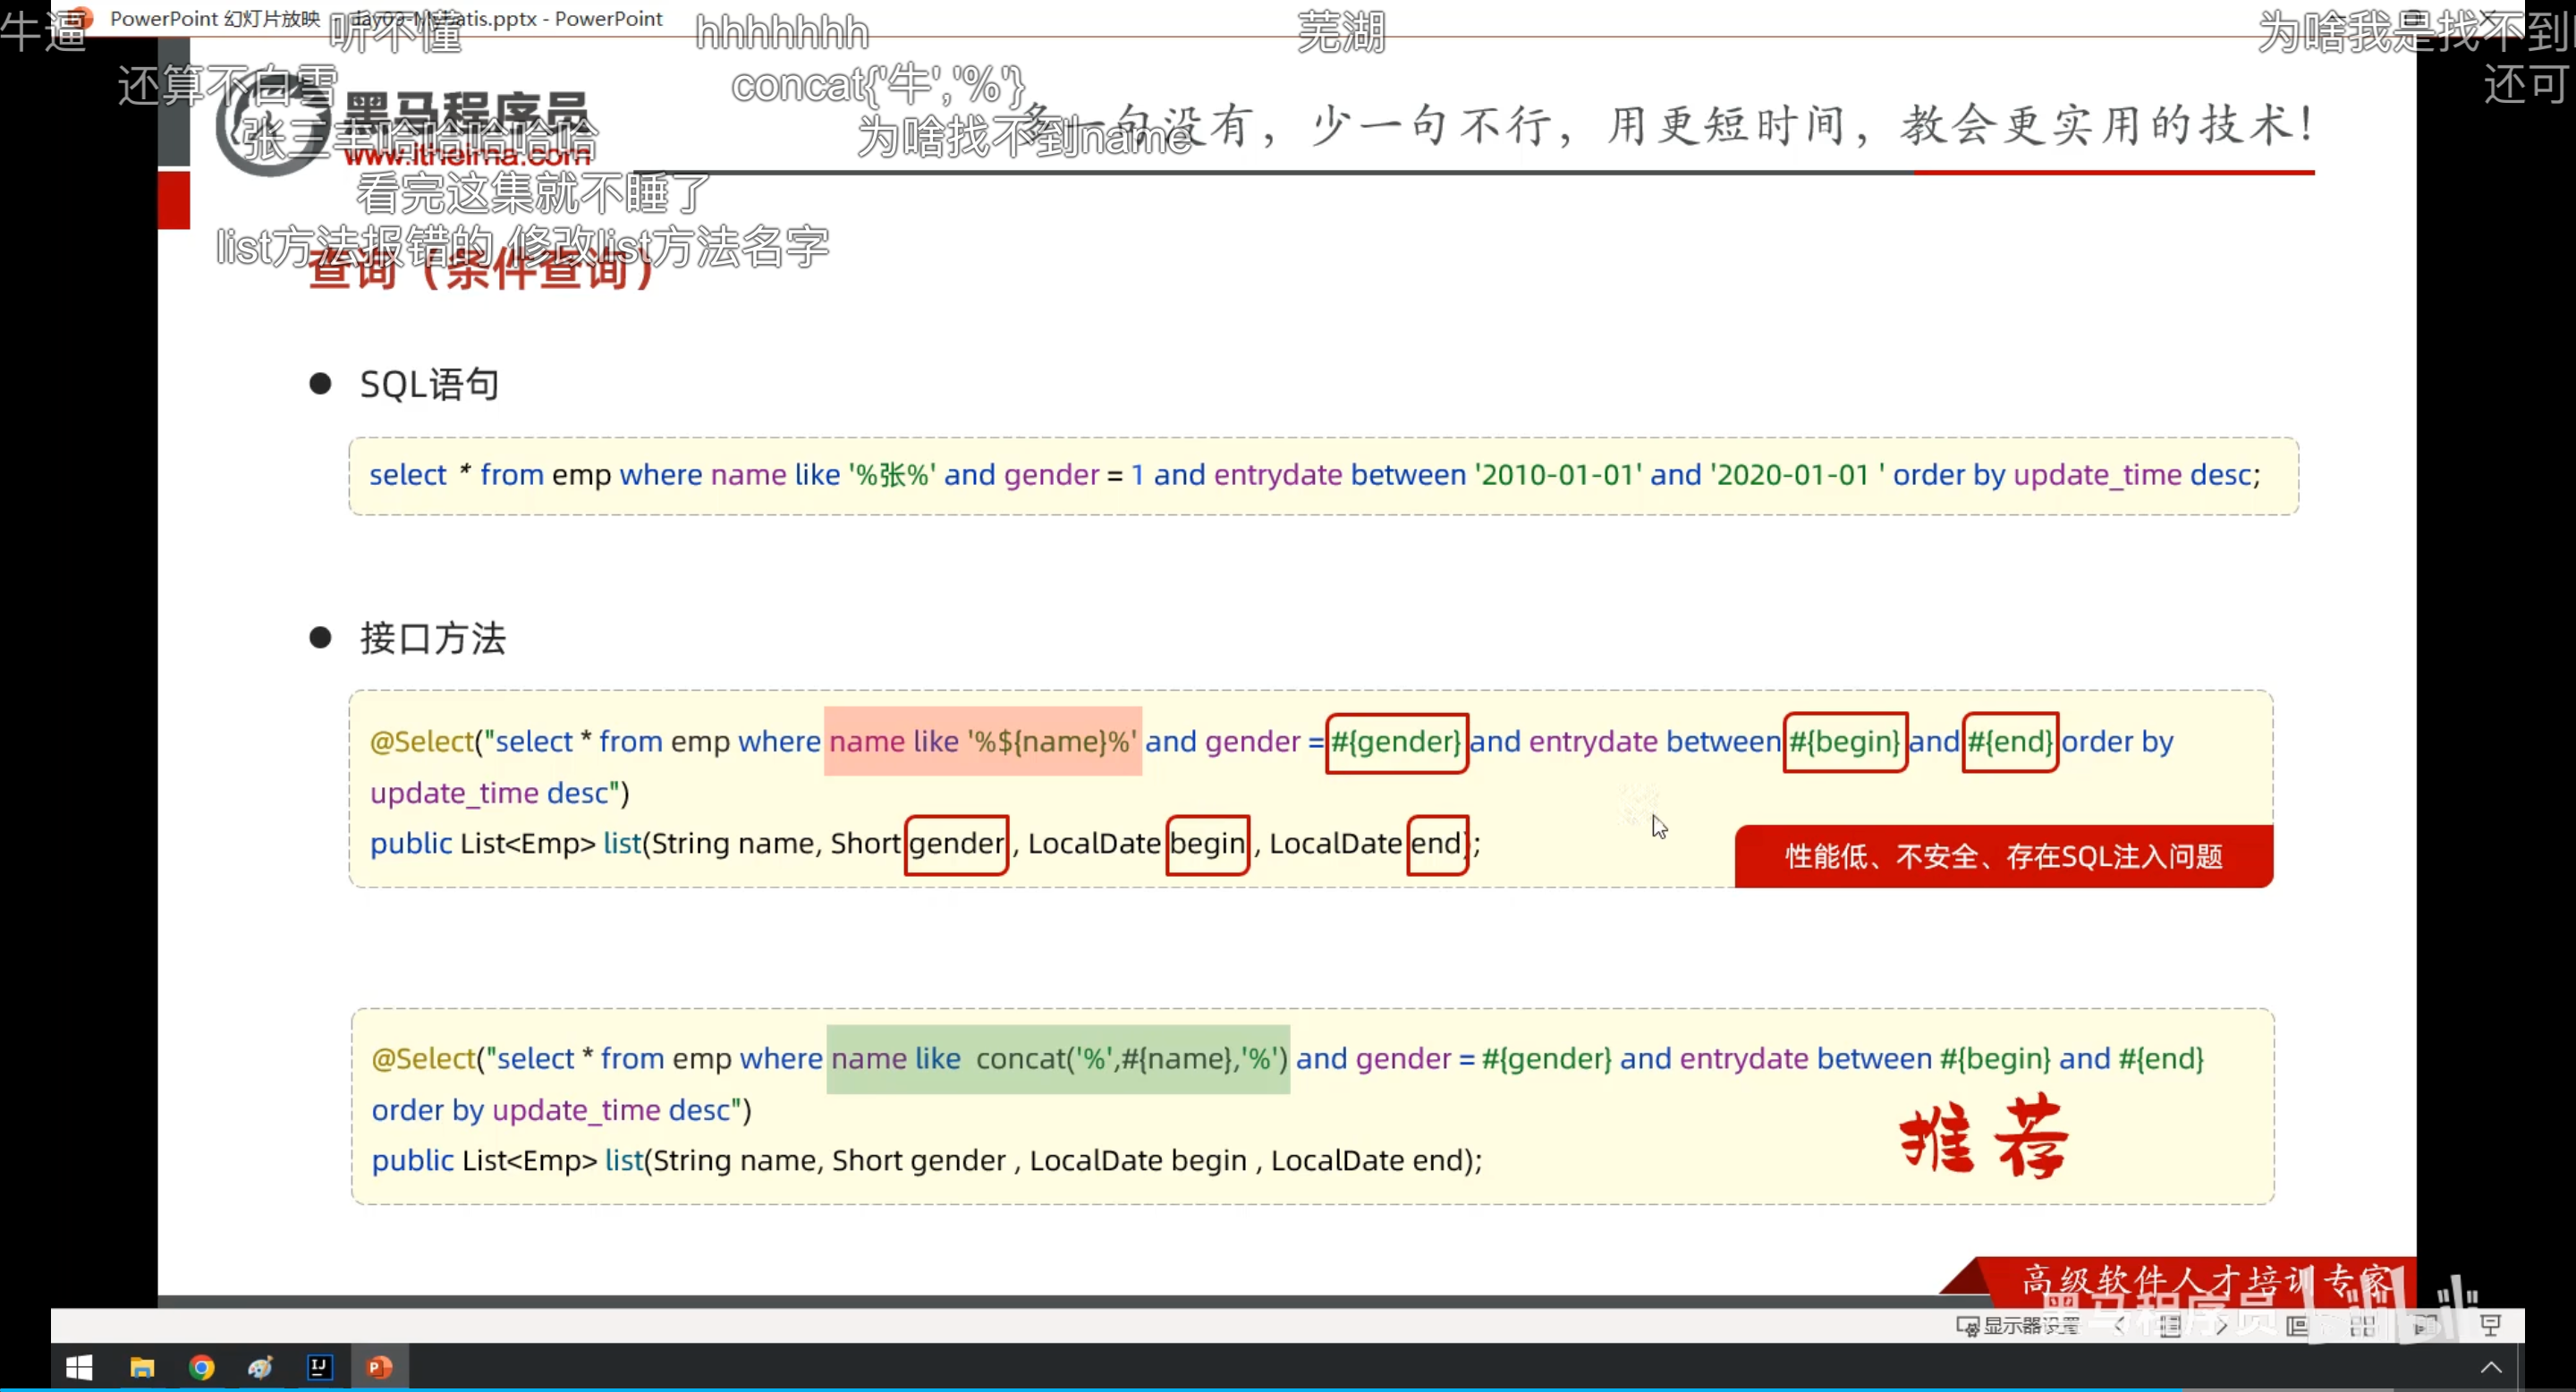 PowerPoint 幻灯片放映
atis.pptx - PowerPoint
牛逼
听不懂
hhhhhhh
芜湖
为啥我是找不到
还算不白雪
concat{'牛','%'}
还可
黑马程序员
www.itheima.com
张三丰哈哈哈哈哈
为啥找不到name
多一句没有，少一句不行，用更短时间，教会更实用的技术！
看完这集就不睡了
list方法报错的 修改list方法名字
查询（条件查询）
● SQL语句
select * from emp where name like '%张%' and gender = 1 and entrydate between '2010-01-01' and '2020-01-01 ' order by update_time desc;
● 接口方法
@Select("select * from emp where name like '%${name}%' and gender = #{gender} and entrydate between #{begin} and #{end} order by
update_time desc")
public List<Emp> list(String name, Short gender , LocalDate begin , LocalDate end);
性能低、不安全、存在SQL注入问题
@Select("select * from emp where name like concat('%',#{name},'%') and gender = #{gender} and entrydate between #{begin} and #{end}
order by update_time desc")
public List<Emp> list(String name, Short gender , LocalDate begin , LocalDate end);
推荐
高级软件人才培训专家
黑马程序员
显示器设置